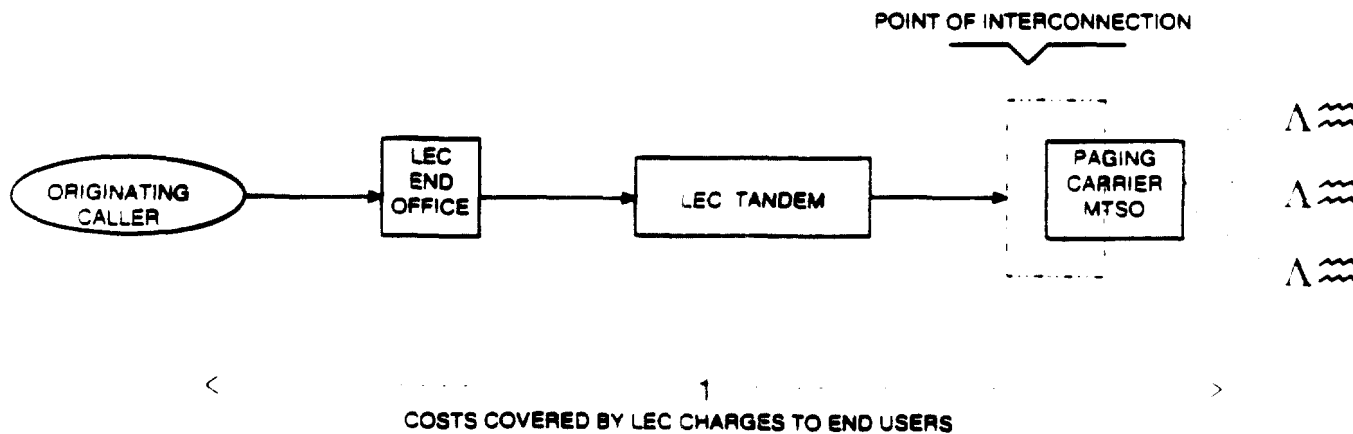 POINT OF INTERCONNECTION
ORIGINATING
CALLER
LEC
END
OFFICE
LEC TANDEM
PAGING
CARRIER
MTSO
1
COSTS COVERED BY LEC CHARGES TO END USERS